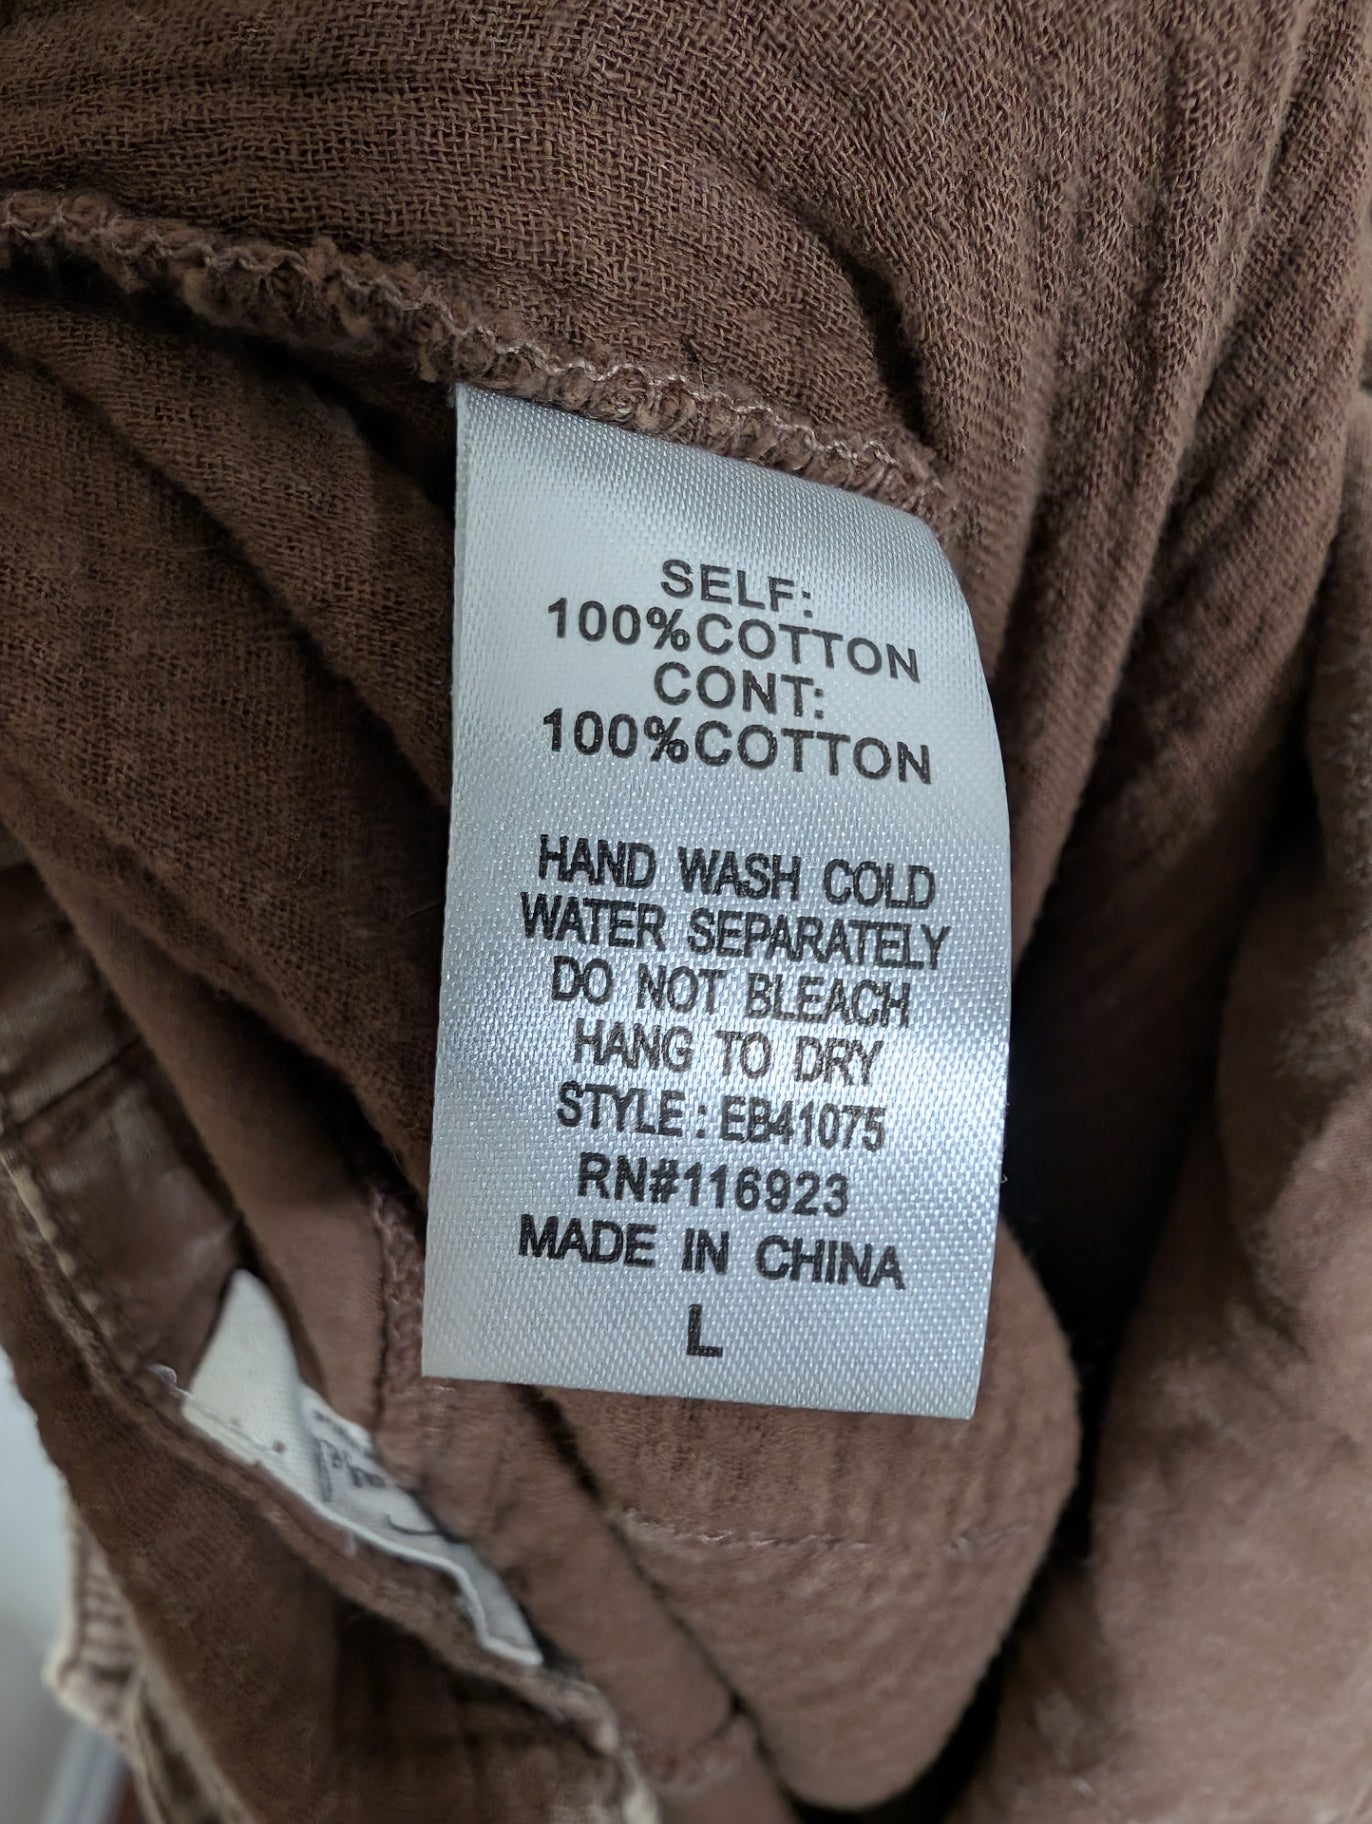 SELF:
100%COTTON
CONT:
100%COTTON
HAND WASH COLD
WATER SEPARATELY
DO NOT BLEACH
HANG TO DRY
STYLE : EB41075
RN#116923
MADE IN CHINA
L